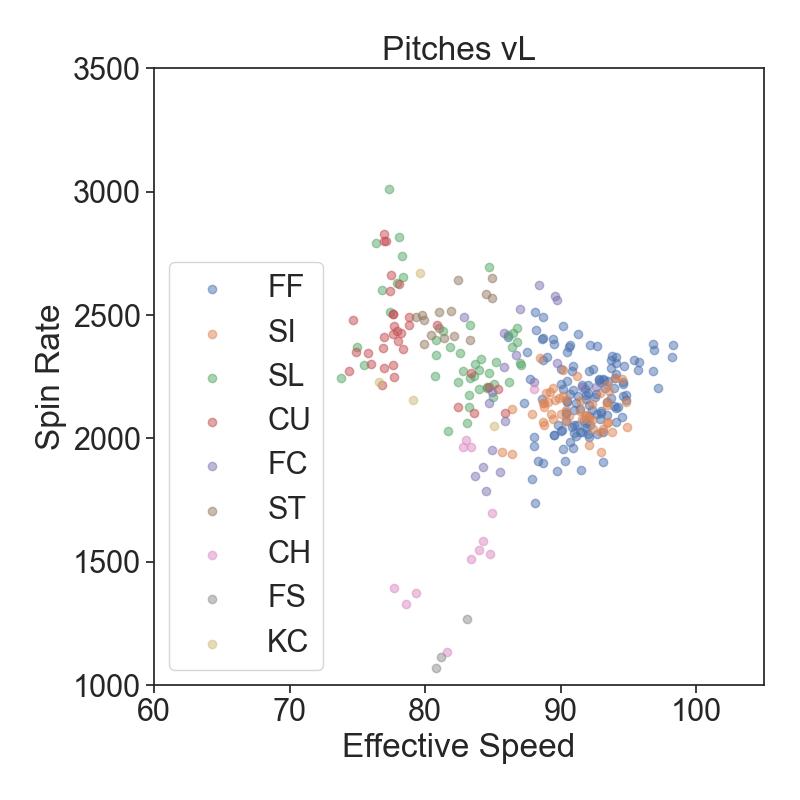 Pitches vL
3500
3000
2500
2000
1500
1000
Spin Rate
FF
SI
SL
CU
FC
ST
CH
FS
KC
60 70 80 90 100
Effective Speed